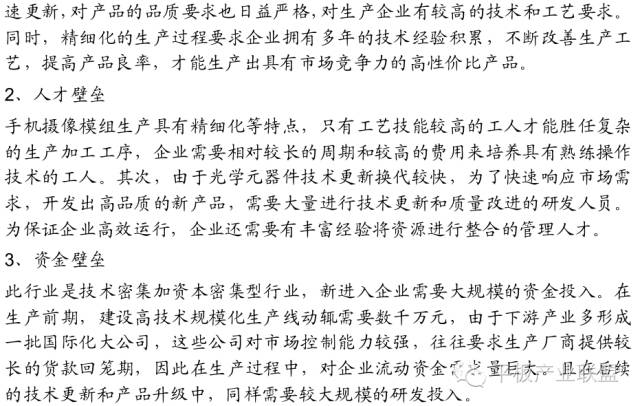 速更新，对产品的品质要求也日益严格，对生产企业有较高的技术和工艺要求。
同时，精细化的生产过程要求企业拥有多年的技术经验积累，不断改善生产工
艺，提高产品良率，才能生产出具有市场竞争力的高性价比产品。
2、人才壁垒
手机摄像模组生产具有精细化等特点，只有工艺技能较高的工人才能胜任复杂
的生产加工工序，企业需要相对较长的周期和较高的费用来培养具有熟练操作
技术的工人。其次，由于光学元器件技术更新换代较快，为了快速响应市场需
求，开发出高品质的新产品，需要大量进行技术更新和质量改进的研发人员。
为保证企业高效运行，企业还需要有丰富经验将资源进行整合的管理人才。
3、资金壁垒
此行业是技术密集加资本密集型行业，新进入企业需要大规模的资金投入。在
生产前期，建设高技术规模化生产线动辄需要数千万元，由于下游产业多形成
一批国际化大公司，这些公司对市场控制能力较强，往往要求生产厂商提供较
长的货款回笼期，因此在生产过程中，对企业流动资金 量巨大，且在后续
的技术更新和产品升级中，同样需要较大规模的研发投入。
平板产业联盟